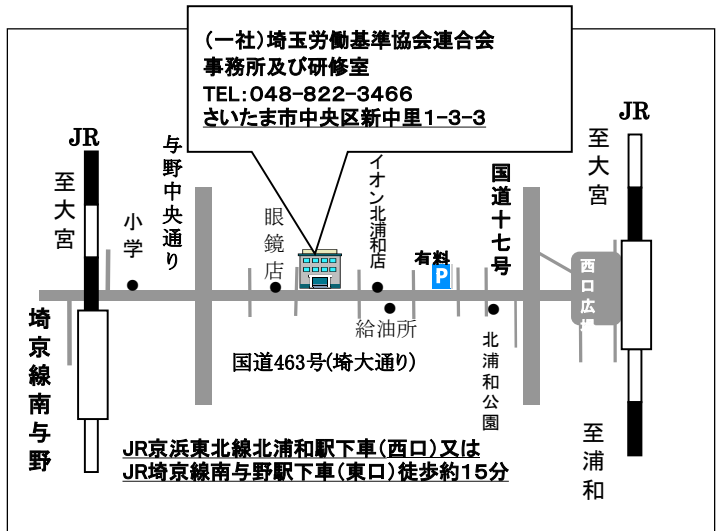 （一社）埼玉労働基準協会連合会
事務所及び研修室
TEL：048-822-3466
さいたま市中央区新中里1-3-3
JR
至大宮
小学
与野中央通り
眼鏡店
イオン北浦和店
有料
P
国道十七号
至大宮
JR
西口広場
埼京線南与野
給油所
国道463号(埼大通り)
北浦和公園
至浦和
JR京浜東北線北浦和駅下車（西口）又は
JR埼京線南与野駅下車（東口）徒歩約１５分